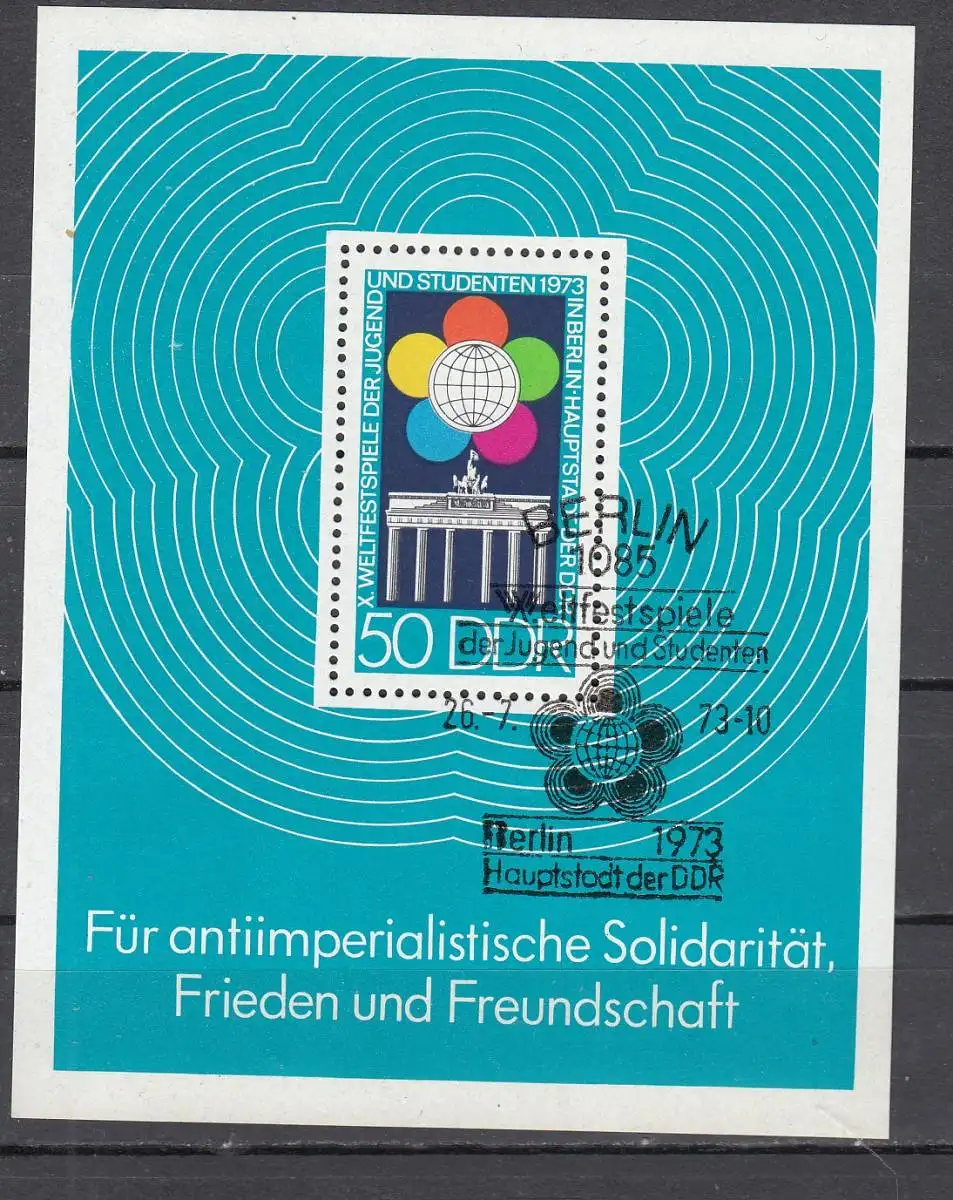 X. WELTFESTSPIELE DER JUGEND
UND STUDENTEN 1973
IN BERLIN·HAUPTSTADT DER DDR
50 DDR
BERLIN
1085
Weltfestspiele
der Jugend und Studenten
26.-7. 73-10
Berlin 1973
Hauptstadt der DDR
Für antiimperialistische Solidarität,
Frieden und Freundschaft